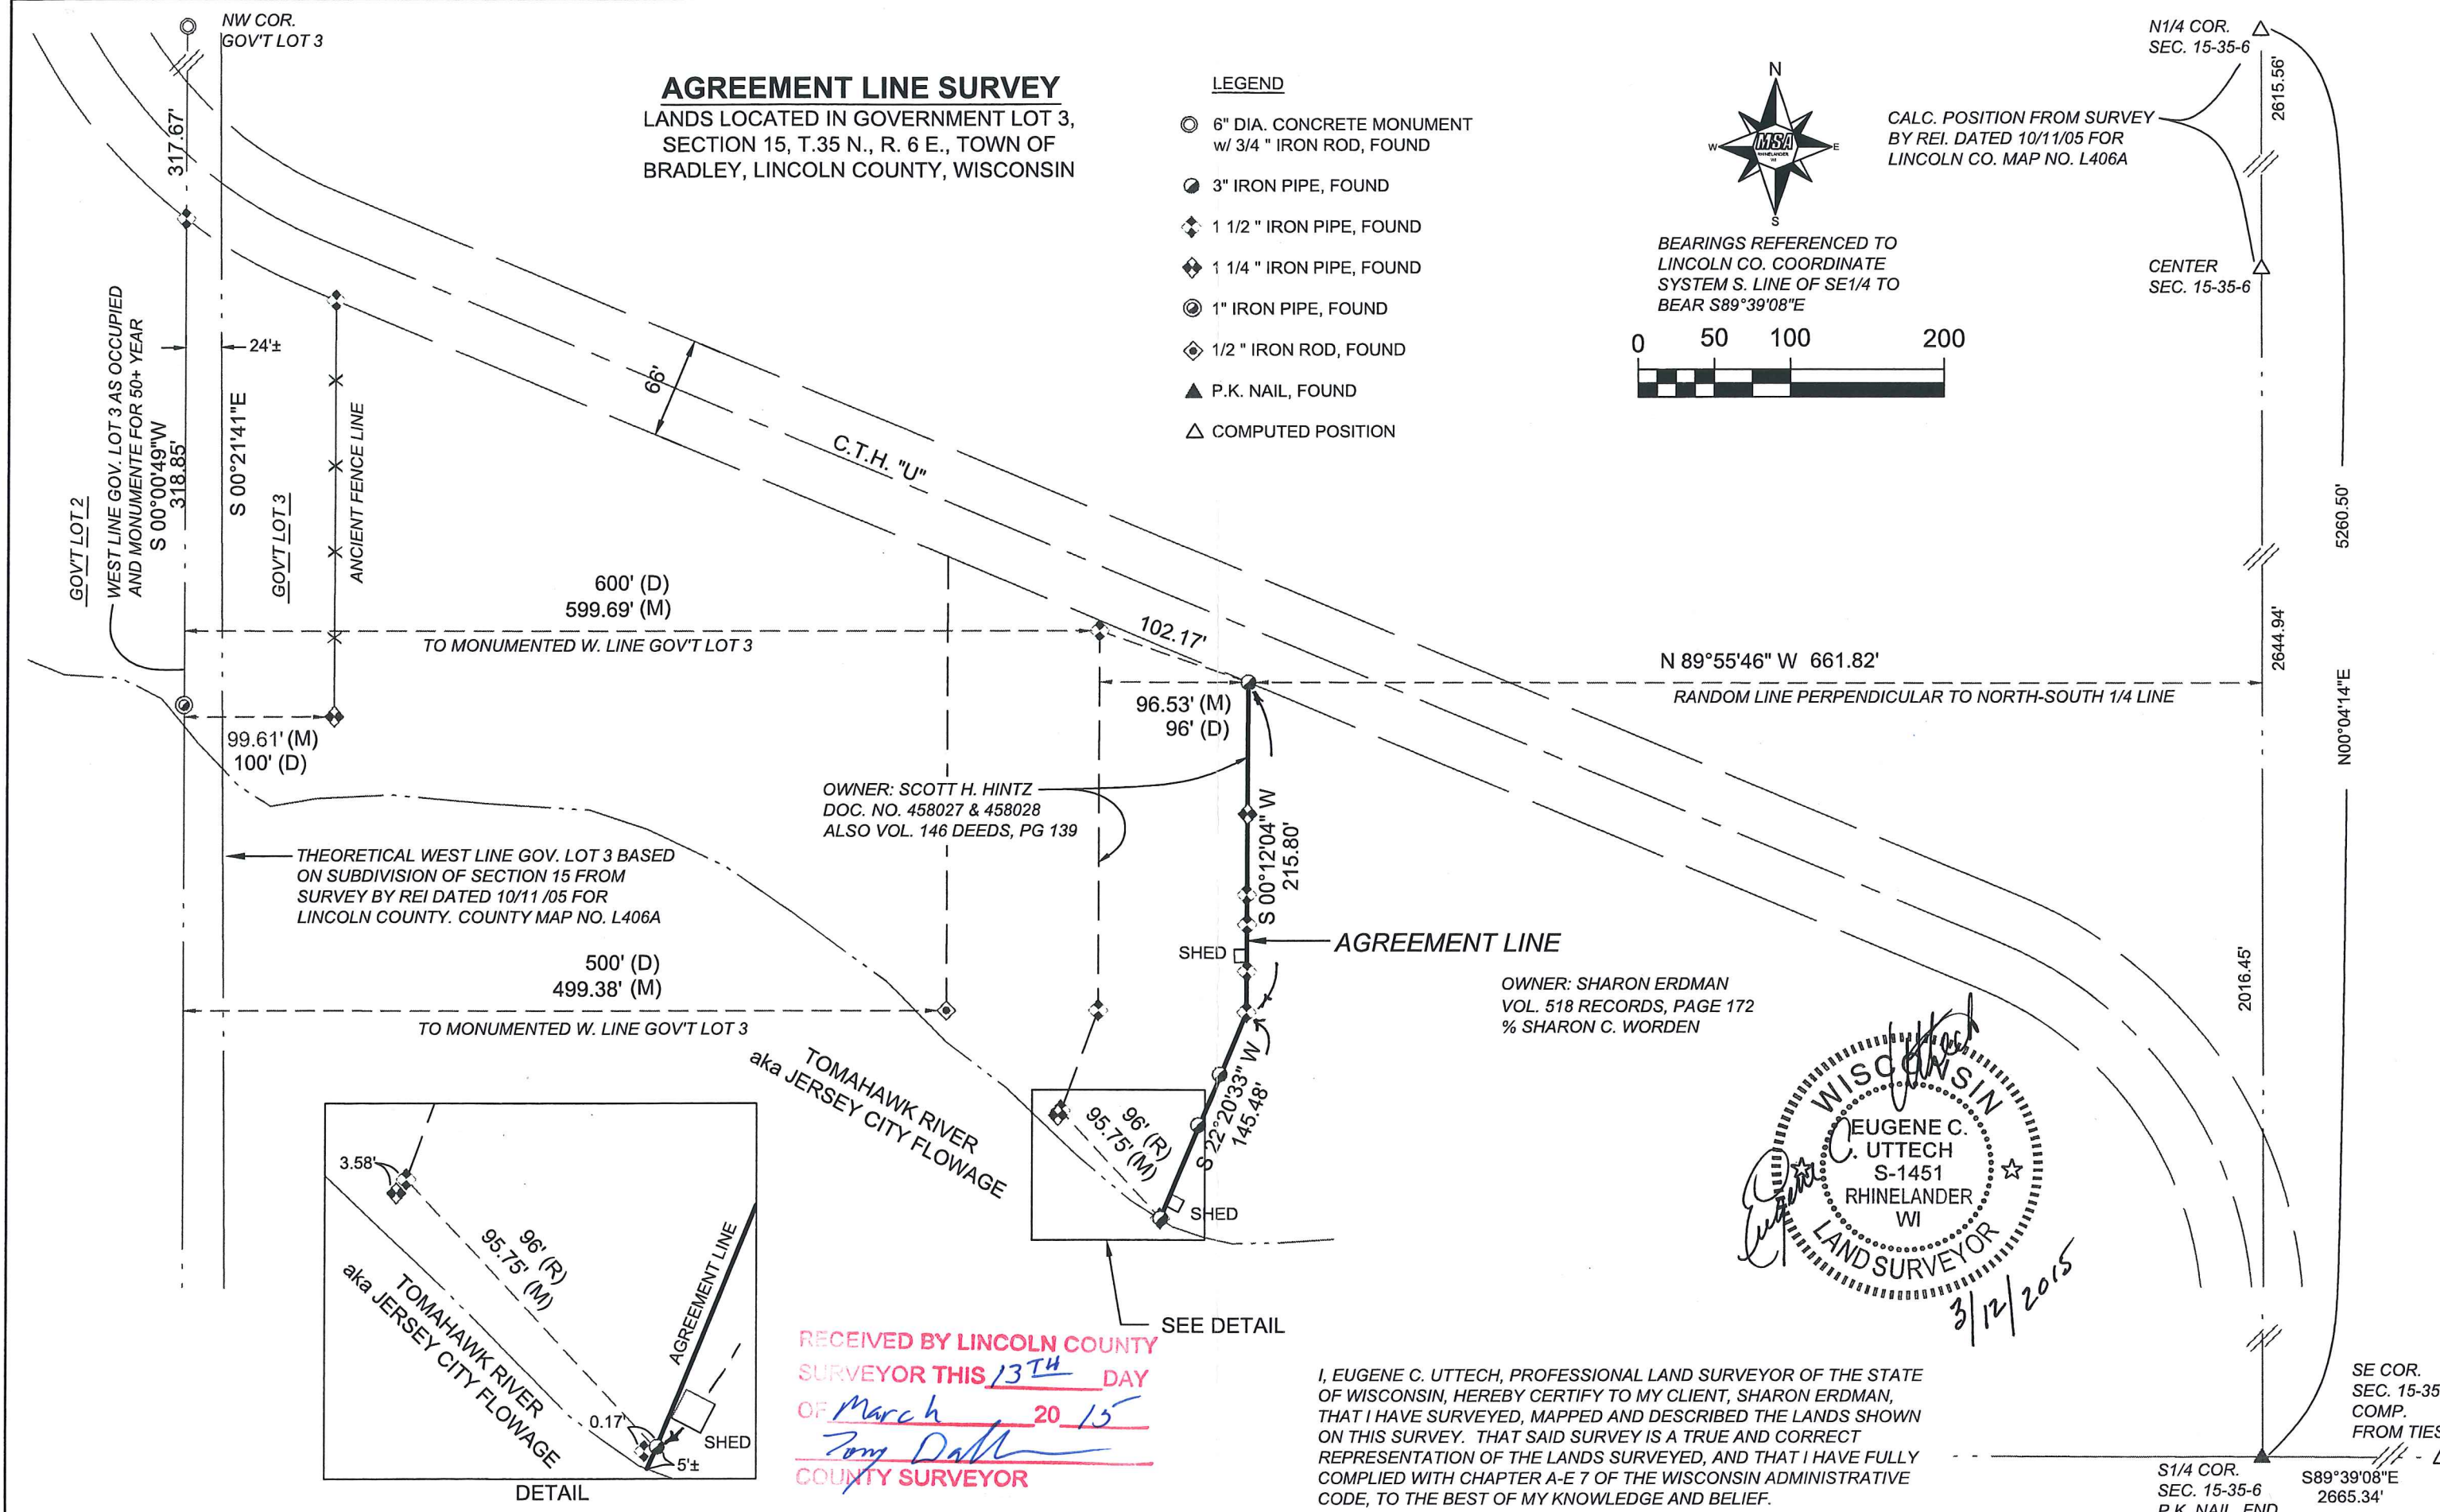 NW COR.
GOV'T LOT 3
317.67'
AGREEMENT LINE SURVEY
LANDS LOCATED IN GOVERNMENT LOT 3,
SECTION 15, T.35 N., R. 6 E., TOWN OF
BRADLEY, LINCOLN COUNTY, WISCONSIN
LEGEND
6" DIA. CONCRETE MONUMENT
w/ 3/4 " IRON ROD, FOUND
3" IRON PIPE, FOUND
1 1/2 " IRON PIPE, FOUND
1 1/4 " IRON PIPE, FOUND
1" IRON PIPE, FOUND
1/2 " IRON ROD, FOUND
P.K. NAIL, FOUND
COMPUTED POSITION
N
W
E
S
MSA
RHINELANDER
WI
BEARINGS REFERENCED TO
LINCOLN CO. COORDINATE
SYSTEM S. LINE OF SE1/4 TO
BEAR S89°39'08"E
0 50 100 200
CALC. POSITION FROM SURVEY
BY REI. DATED 10/11/05 FOR
LINCOLN CO. MAP NO. L406A
N1/4 COR.
SEC. 15-35-6
2615.56'
CENTER
SEC. 15-35-6
5260.50'
2644.94'
N00°04'14"E
2016.45'
GOV'T LOT 2
WEST LINE GOV. LOT 3 AS OCCUPIED
AND MONUMENTE FOR 50+ YEAR
S 00°00'49"W
318.85'
24'±
S 00°21'41"E
GOV'T LOT 3
ANCIENT FENCE LINE
66'
C.T.H. "U"
600' (D)
599.69' (M)
TO MONUMENTED W. LINE GOV'T LOT 3
102.17'
96.53' (M)
96' (D)
N 89°55'46" W 661.82'
RANDOM LINE PERPENDICULAR TO NORTH-SOUTH 1/4 LINE
99.61' (M)
100' (D)
OWNER: SCOTT H. HINTZ
DOC. NO. 458027 & 458028
ALSO VOL. 146 DEEDS, PG 139
S 00°12'04" W
215.80'
THEORETICAL WEST LINE GOV. LOT 3 BASED
ON SUBDIVISION OF SECTION 15 FROM
SURVEY BY REI DATED 10/11 /05 FOR
LINCOLN COUNTY. COUNTY MAP NO. L406A
500' (D)
499.38' (M)
TO MONUMENTED W. LINE GOV'T LOT 3
SHED
AGREEMENT LINE
OWNER: SHARON ERDMAN
VOL. 518 RECORDS, PAGE 172
% SHARON C. WORDEN
TOMAHAWK RIVER
aka JERSEY CITY FLOWAGE
96' (R)
95.75' (M)
S 22°20'33" W
145.48'
SHED
SEE DETAIL
3.58'
96' (R)
95.75' (M)
AGREEMENT LINE
TOMAHAWK RIVER
aka JERSEY CITY FLOWAGE
0.17'
SHED
5'±
DETAIL
Eugene C. Uttech
WISCONSIN
EUGENE C.
UTTECH
S-1451
RHINELANDER
WI
LAND SURVEYOR
3/12/2015
RECEIVED BY LINCOLN COUNTY
SURVEYOR THIS 13TH DAY
OF March 20 15
COUNTY SURVEYOR
I, EUGENE C. UTTECH, PROFESSIONAL LAND SURVEYOR OF THE STATE
OF WISCONSIN, HEREBY CERTIFY TO MY CLIENT, SHARON ERDMAN,
THAT I HAVE SURVEYED, MAPPED AND DESCRIBED THE LANDS SHOWN
ON THIS SURVEY. THAT SAID SURVEY IS A TRUE AND CORRECT
REPRESENTATION OF THE LANDS SURVEYED, AND THAT I HAVE FULLY
COMPLIED WITH CHAPTER A-E 7 OF THE WISCONSIN ADMINISTRATIVE
CODE, TO THE BEST OF MY KNOWLEDGE AND BELIEF.
SE COR.
SEC. 15-35
COMP.
FROM TIES
S1/4 COR.
SEC. 15-35-6
P.K. NAIL, FND
S89°39'08"E
2665.34'